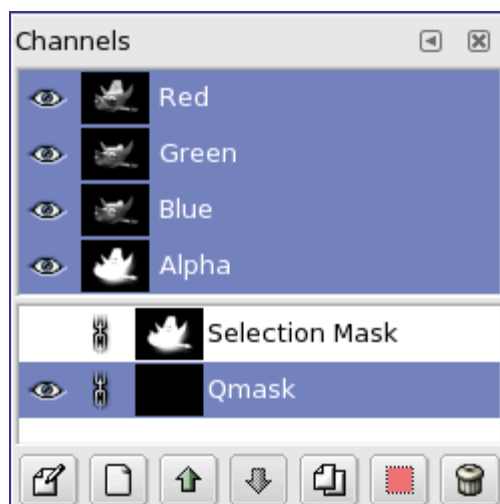 Channels
Red
Green
Blue
Alpha
Selection Mask
Qmask